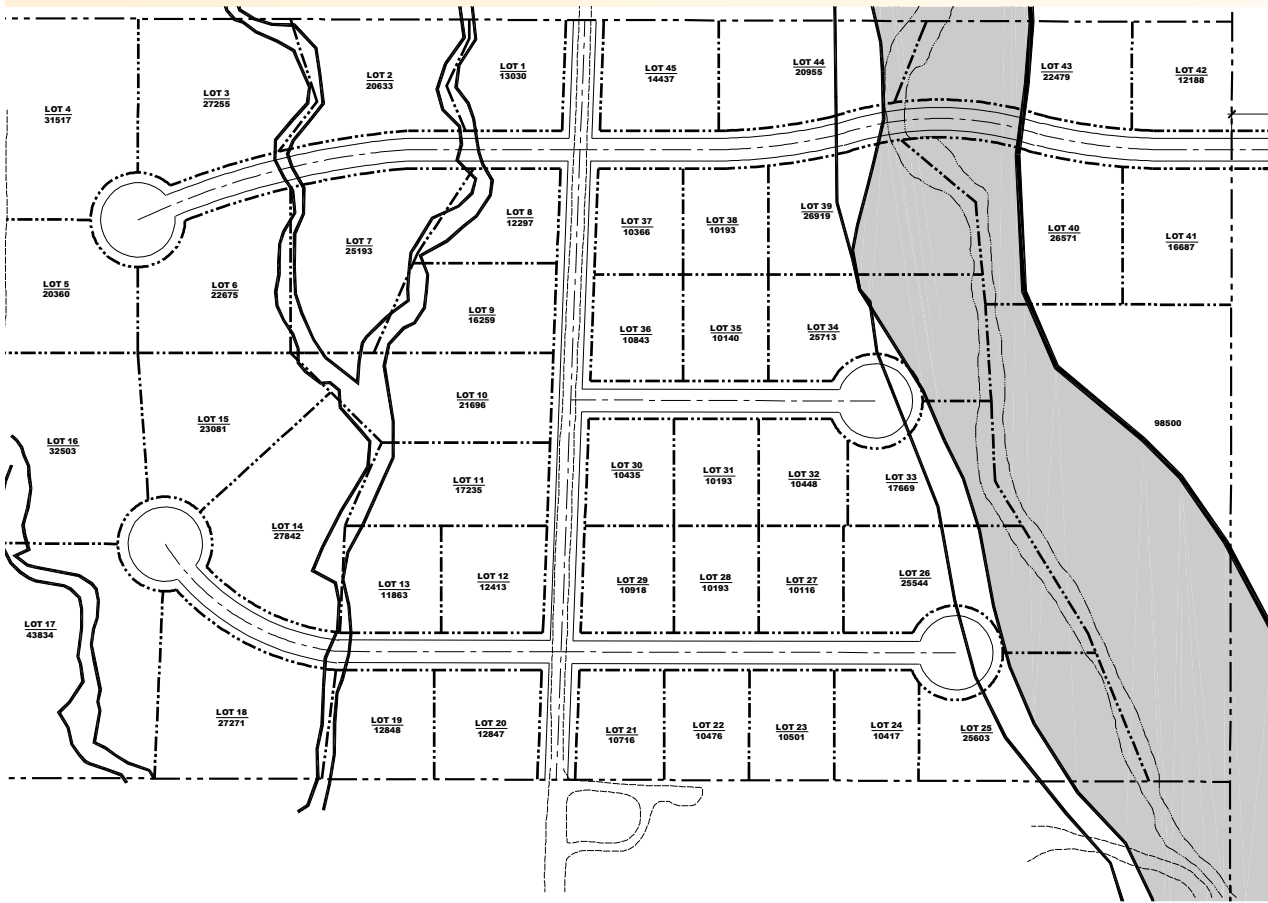 LOT 1
13030
LOT 2
20633
LOT 3
27255
LOT 4
31517
LOT 45
14437
LOT 44
20955
LOT 43
22479
LOT 42
12188
LOT 5
20360
LOT 6
22675
LOT 7
25193
LOT 8
12297
LOT 37
10366
LOT 38
10193
LOT 39
26919
LOT 40
26571
LOT 41
16687
LOT 9
16259
LOT 36
10843
LOT 35
10140
LOT 34
25713
LOT 10
21696
LOT 15
23081
LOT 16
32503
98500
LOT 11
17235
LOT 30
10435
LOT 31
10193
LOT 32
10448
LOT 33
17669
LOT 14
27842
LOT 13
11863
LOT 12
12413
LOT 29
10918
LOT 28
10193
LOT 27
10116
LOT 26
25544
LOT 17
43834
LOT 18
27271
LOT 19
12848
LOT 20
12847
LOT 21
10716
LOT 22
10476
LOT 23
10501
LOT 24
10417
LOT 25
25603